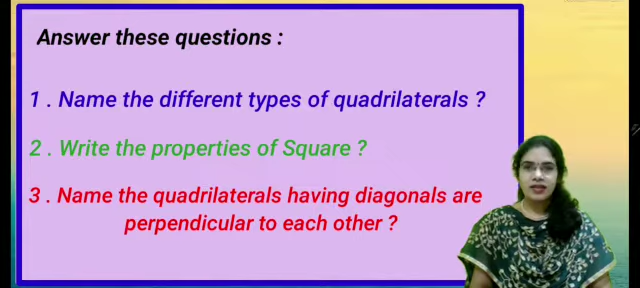 Answer these questions :
1 . Name the different types of quadrilaterals ?
2 . Write the properties of Square ?
3 . Name the quadrilaterals having diagonals are
perpendicular to each other ?